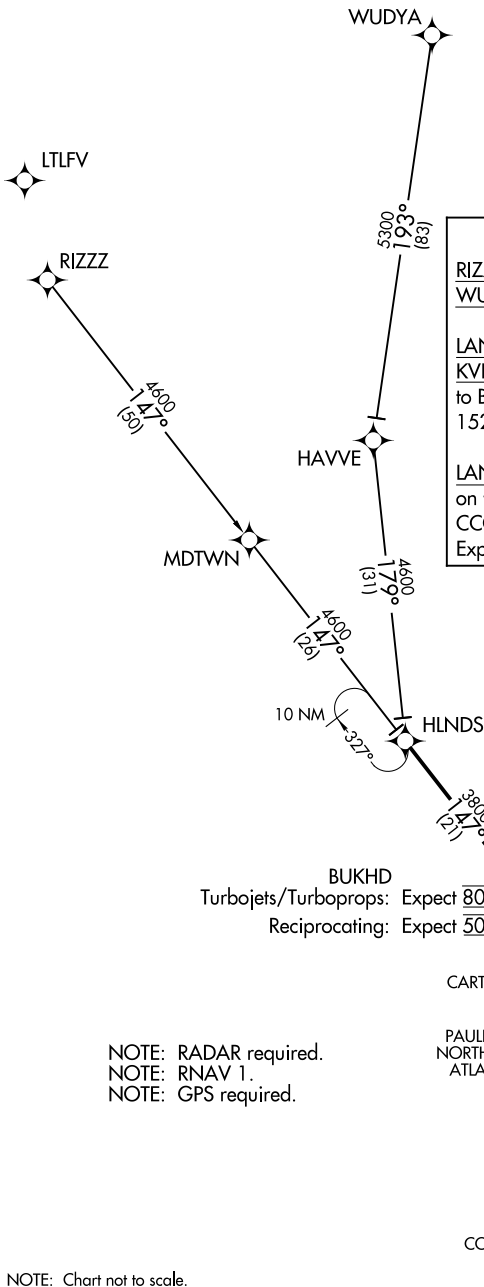 WUDYA
LTLFV
RIZZZ
5300
193°
(83)
4600
147°
(50)
HAVVE
MDTWN
4600
179°
(31)
4600
147°
(26)
10 NM
327°
HLNDS
3800
147°
(21)
BUKHD
Turbojets/Turboprops: Expect 80
Reciprocating: Expect 50
NOTE: RADAR required.
NOTE: RNAV 1.
NOTE: GPS required.
RIZ
WU
LAN
KV
to B
152
LAN
on
CC
Exp
CART
PAUL
NORTH
ATLA
CO
NOTE: Chart not to scale.